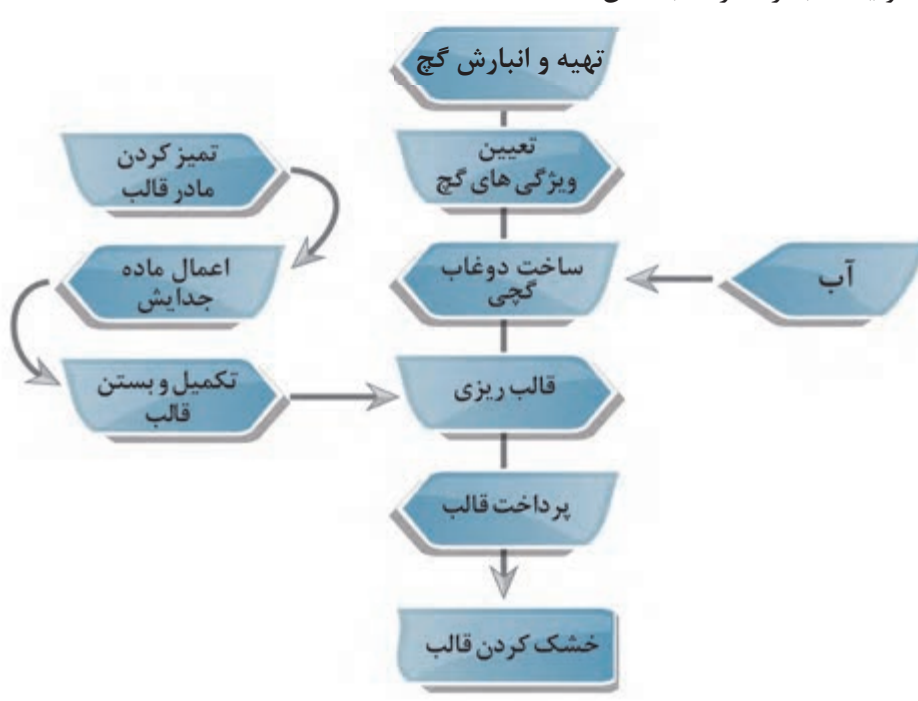 تهیه و انبارش گچ
تعیین
ویژگی های گچ
ساخت دوغاب
گچی
آب
تمیز کردن
مادر قالب
اعمال ماده
جدایش
تکمیل و بستن
قالب
قالب ریزی
پرداخت قالب
خشک کردن قالب